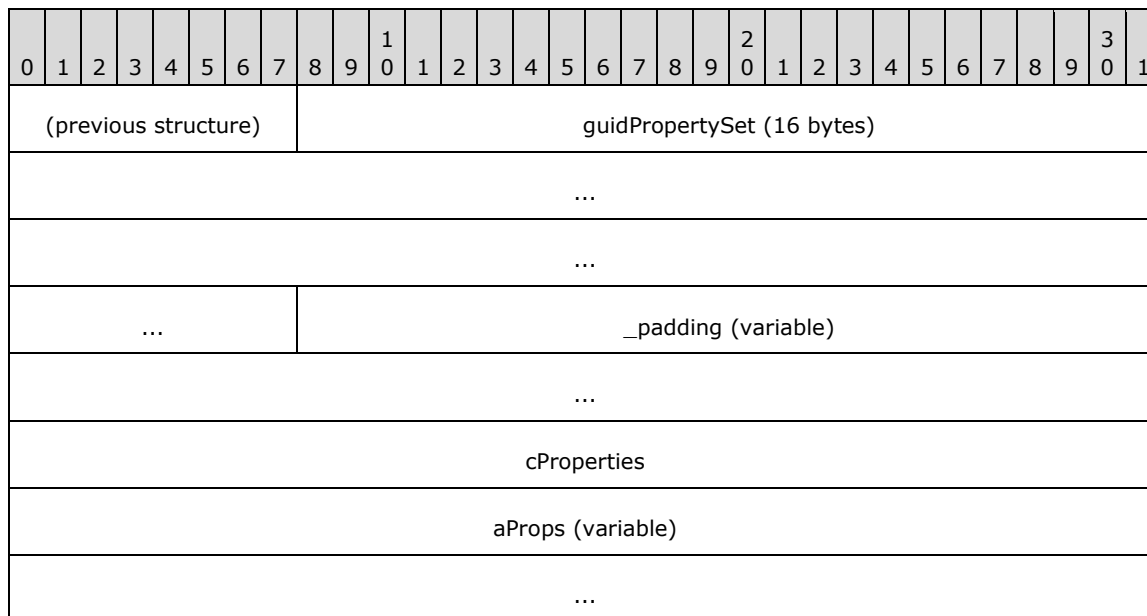 1 2 3
0 1 2 3 4 5 6 7 8 9 0 1 2 3 4 5 6 7 8 9 0 1 2 3 4 5 6 7 8 9 0 1
(previous structure) guidPropertySet (16 bytes)
...
...
... _padding (variable)
...
cProperties
aProps (variable)
...